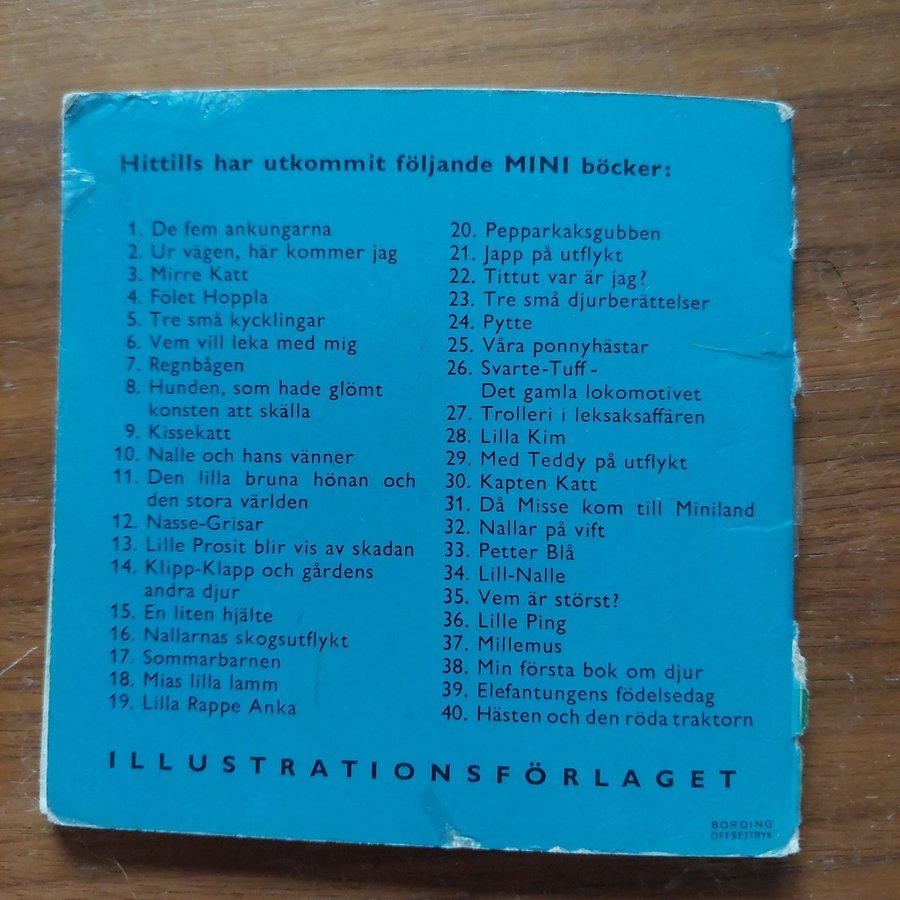 Hittills har utkommit följande MINI böcker:
1. De fem ankungarna
2. Ur vägen, här kommer jag
3. Mirre Katt
4. Fölet Hoppla
5. Tre små kycklingar
6. Vem vill leka med mig
7. Regnbågen
8. Hunden, som hade glömt
konsten att skälla
9. Kissekatt
10. Nalle och hans vänner
11. Den lilla bruna hönan och
den stora världen
12. Nasse-Grisar
13. Lille Prosit blir vis av skadan
14. Klipp-Klapp och gårdens
andra djur
15. En liten hjälte
16. Nallarnas skogsutflykt
17. Sommarbarnen
18. Mias lilla lamm
19. Lilla Rappe Anka
20. Pepparkaksgubben
21. Japp på utflykt
22. Tittut var är jag?
23. Tre små djurberättelser
24. Pytte
25. Våra ponnyhästar
26. Svarte-Tuff -
Det gamla lokomotivet
27. Trolleri i leksaksaffären
28. Lilla Kim
29. Med Teddy på utflykt
30. Kapten Katt
31. Då Misse kom till Miniland
32. Nallar på vift
33. Petter Blå
34. Lill-Nalle
35. Vem är störst?
36. Lille Ping
37. Millemus
38. Min första bok om djur
39. Elefantungens födelsedag
40. Hästen och den röda traktorn
ILLUSTRATIONSFÖRLAGET
BORDING
OFFSETTRYK